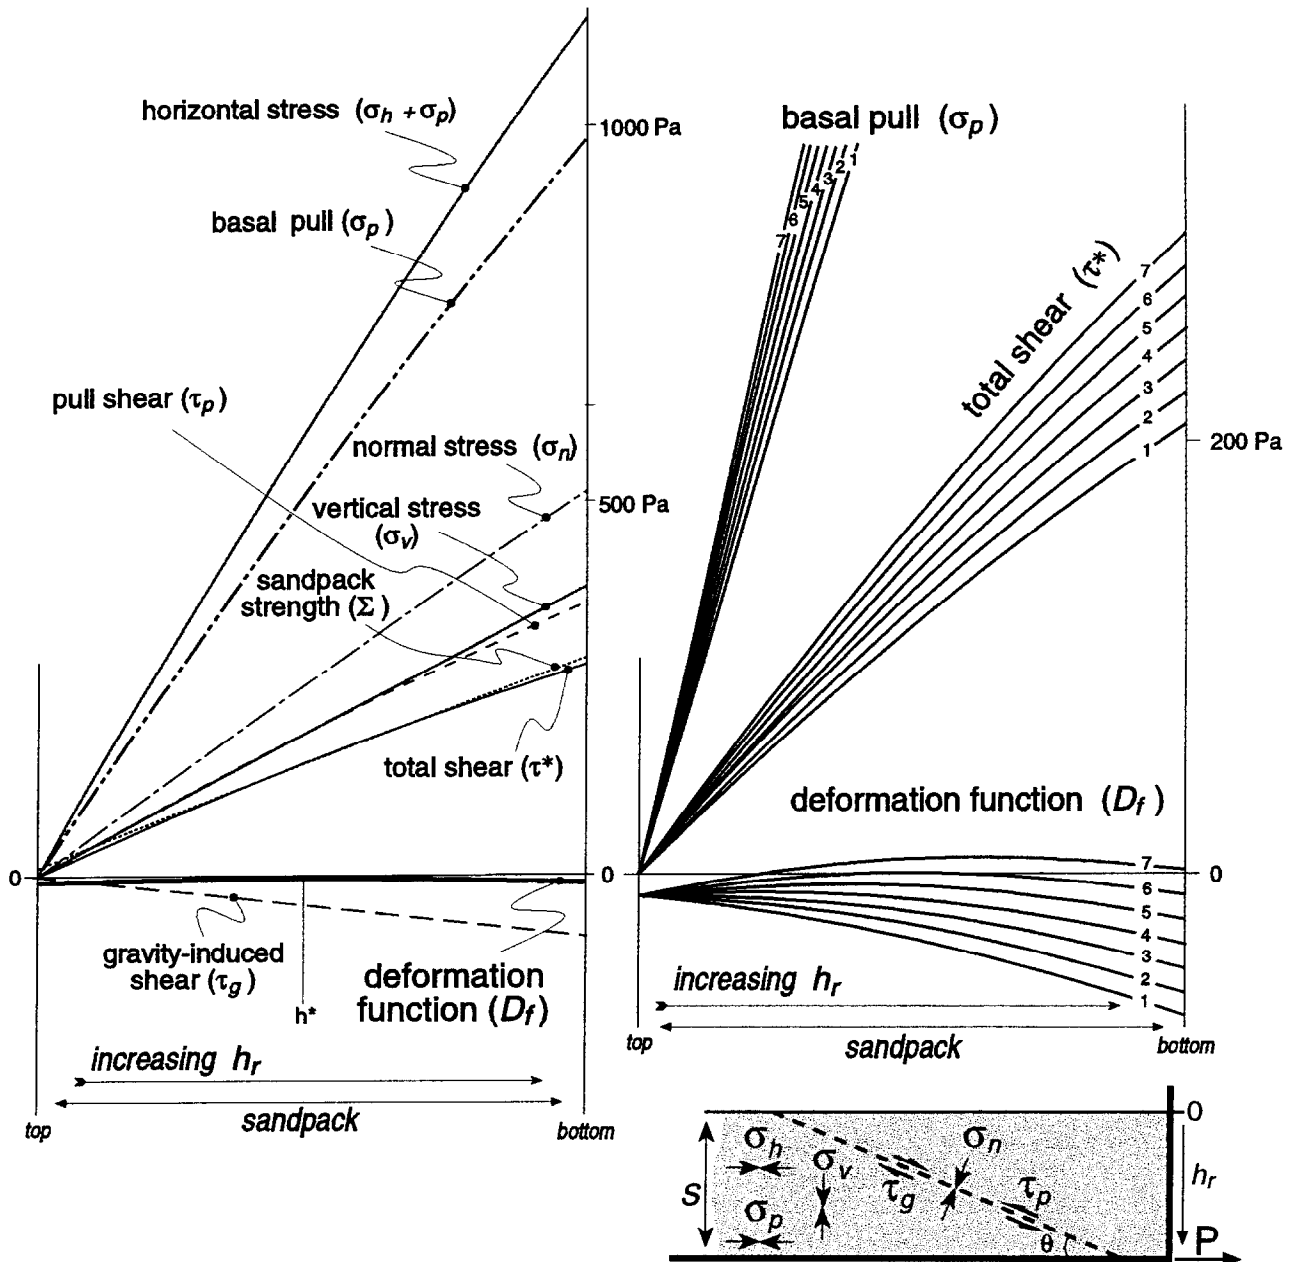 horizontal stress (σh + σp)
1000 Pa
basal pull (σp)
pull shear (τp)
normal stress (σn)
500 Pa
vertical stress
(σv)
sandpack
strength (Σ )
total shear (τ*)
0
0
gravity-induced
shear (τg)
h*
deformation
function (Df)
increasing hr
sandpack
top
bottom
basal pull (σp)
7 6 5 4 3 2 1
total shear (τ*)
7
6
5
4
3
2
1
200 Pa
deformation function (Df )
0
7
6
5
4
3
2
1
increasing hr
top
sandpack
bottom
0
σh
σv
σn
τg
τp
hr
S
σp
θ
P